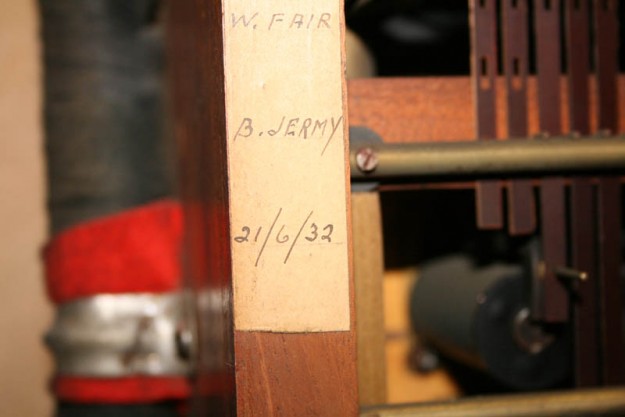 W. FAIR
B. JERMY
21/6/32